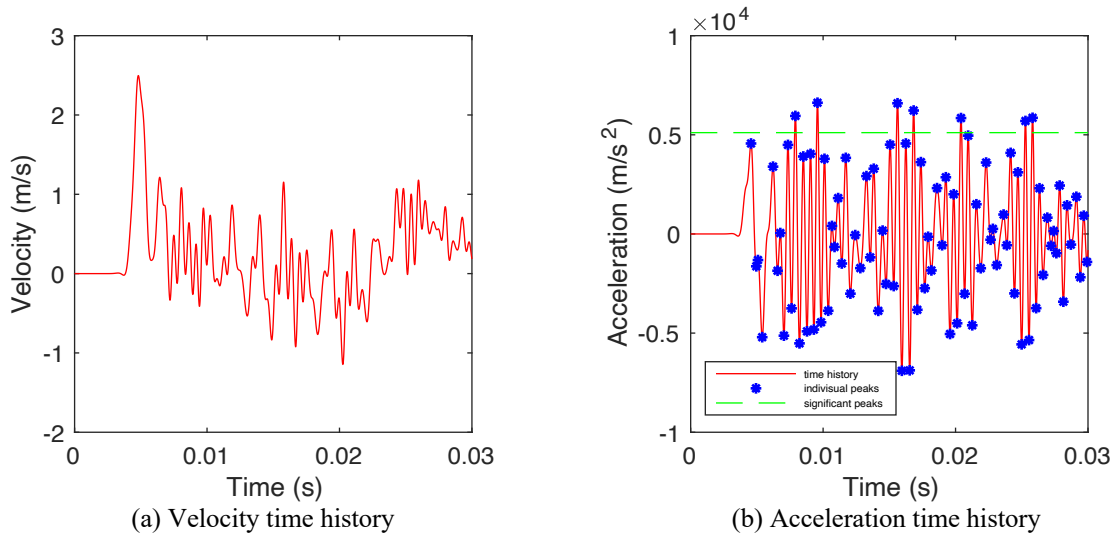 3
2
1
0
-1
-2
0
0.01
0.02
0.03
Velocity (m/s)
Time (s)
(a) Velocity time history
×10⁴
1
0.5
0
-0.5
-1
0
0.01
0.02
0.03
Acceleration (m/s²)
Time (s)
time history
indivisual peaks
significant peaks
(b) Acceleration time history